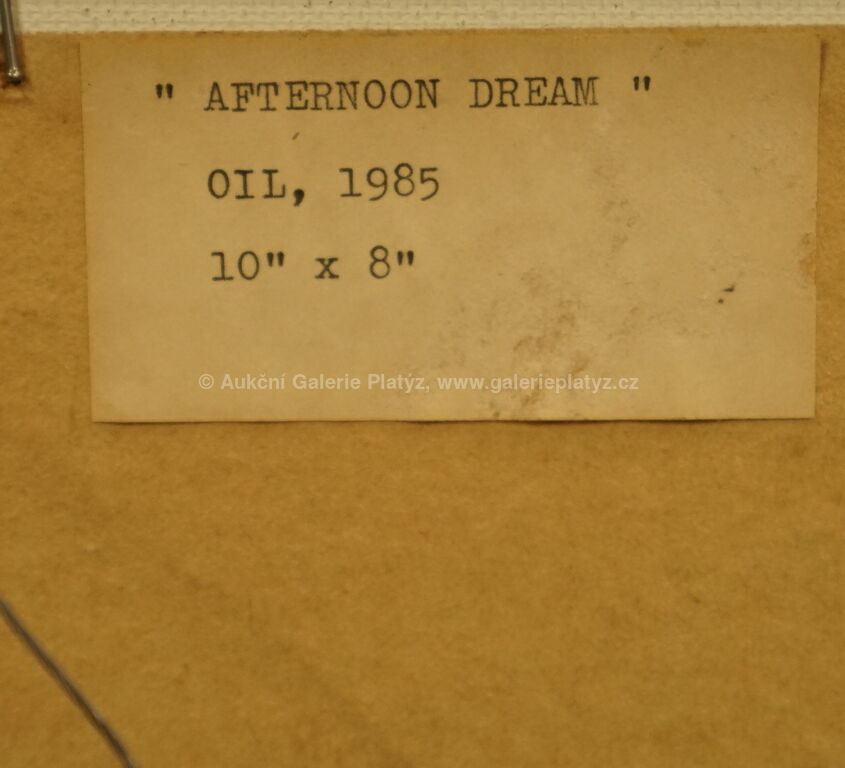 " AFTERNOON DREAM "
OIL, 1985
10" x 8"
© Aukční Galerie Platýz, www.galerieplatyz.cz